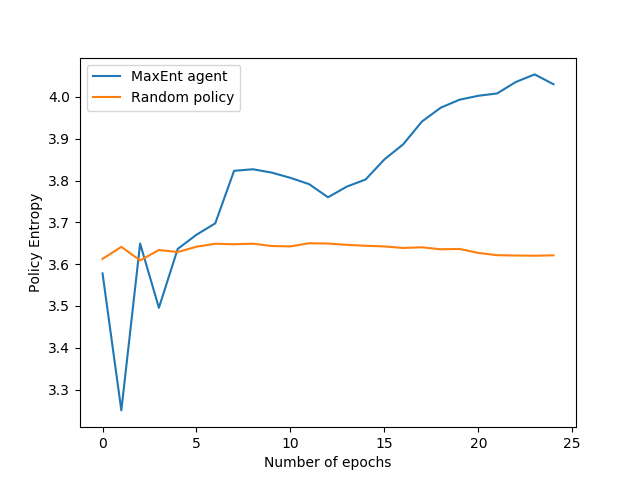 MaxEnt agent
Random policy
4.0
3.9
3.8
3.7
3.6
3.5
3.4
3.3
Policy Entropy
0 5 10 15 20 25
Number of epochs